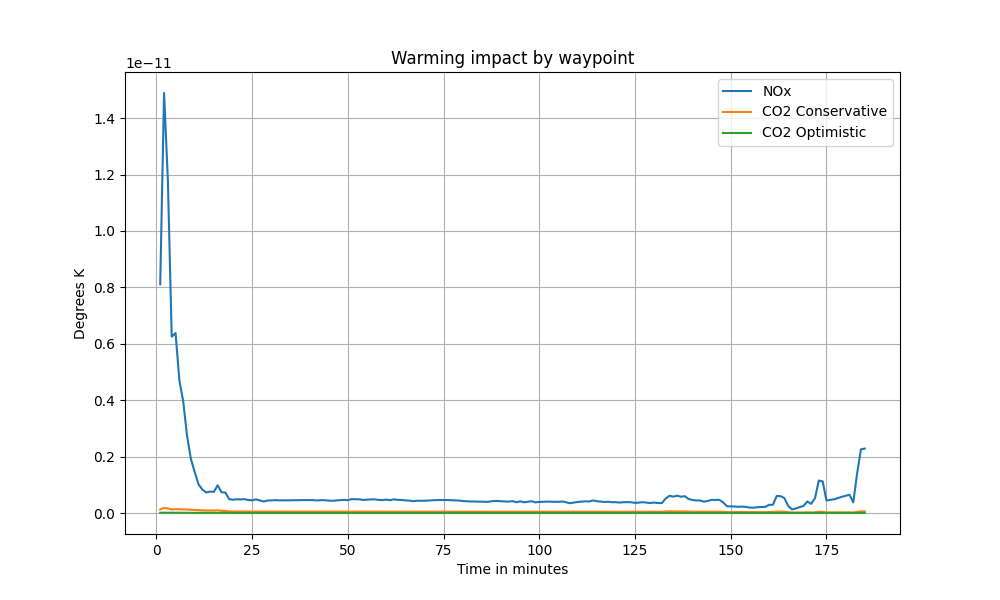 Warming impact by waypoint
1e−11
NOx
CO2 Conservative
CO2 Optimistic
1.4
1.2
1.0
0.8
0.6
0.4
0.2
0.0
Degrees K
0 25 50 75 100 125 150 175
Time in minutes